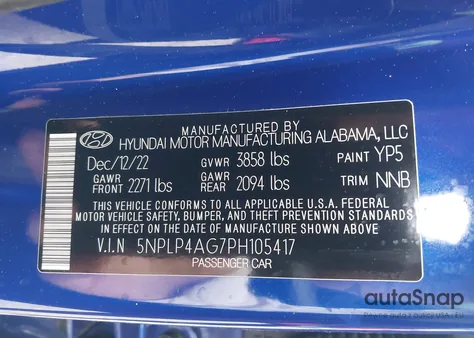 MANUFACTURED BY
HYUNDAI MOTOR MANUFACTURING ALABAMA, LLC
Dec/12/22 GVWR 3858 lbs PAINT YP5
GAWR FRONT 2271 lbs GAWR REAR 2094 lbs TRIM NNB
THIS VEHICLE CONFORMS TO ALL APPLICABLE U.S.A. FEDERAL
MOTOR VEHICLE SAFETY, BUMPER, AND THEFT PREVENTION STANDARDS
IN EFFECT ON THE DATE OF MANUFACTURE SHOWN ABOVE.
V.I.N 5NPLP4AG7PH105417
PASSENGER CAR
autoSnap